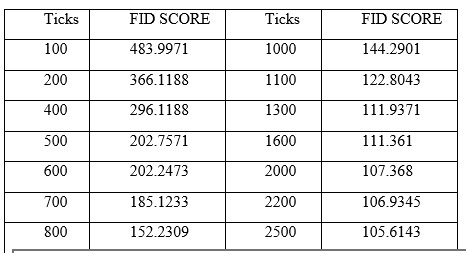 Ticks FID SCORE Ticks FID SCORE
100 483.9971 1000 144.2901
200 366.1188 1100 122.8043
400 296.1188 1300 111.9371
500 202.7571 1600 111.361
600 202.2473 2000 107.368
700 185.1233 2200 106.9345
800 152.2309 2500 105.6143